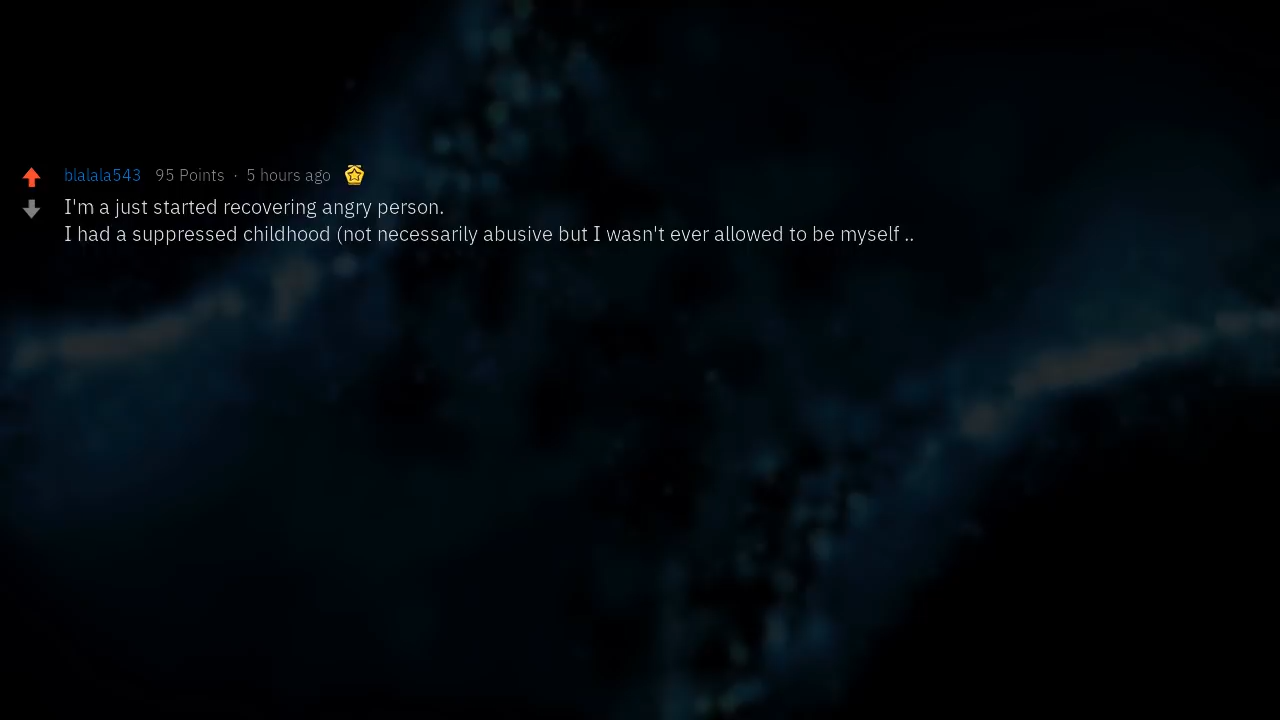 blalala543 95 Points · 5 hours ago
I'm a just started recovering angry person.
I had a suppressed childhood (not necessarily abusive but I wasn't ever allowed to be myself ..